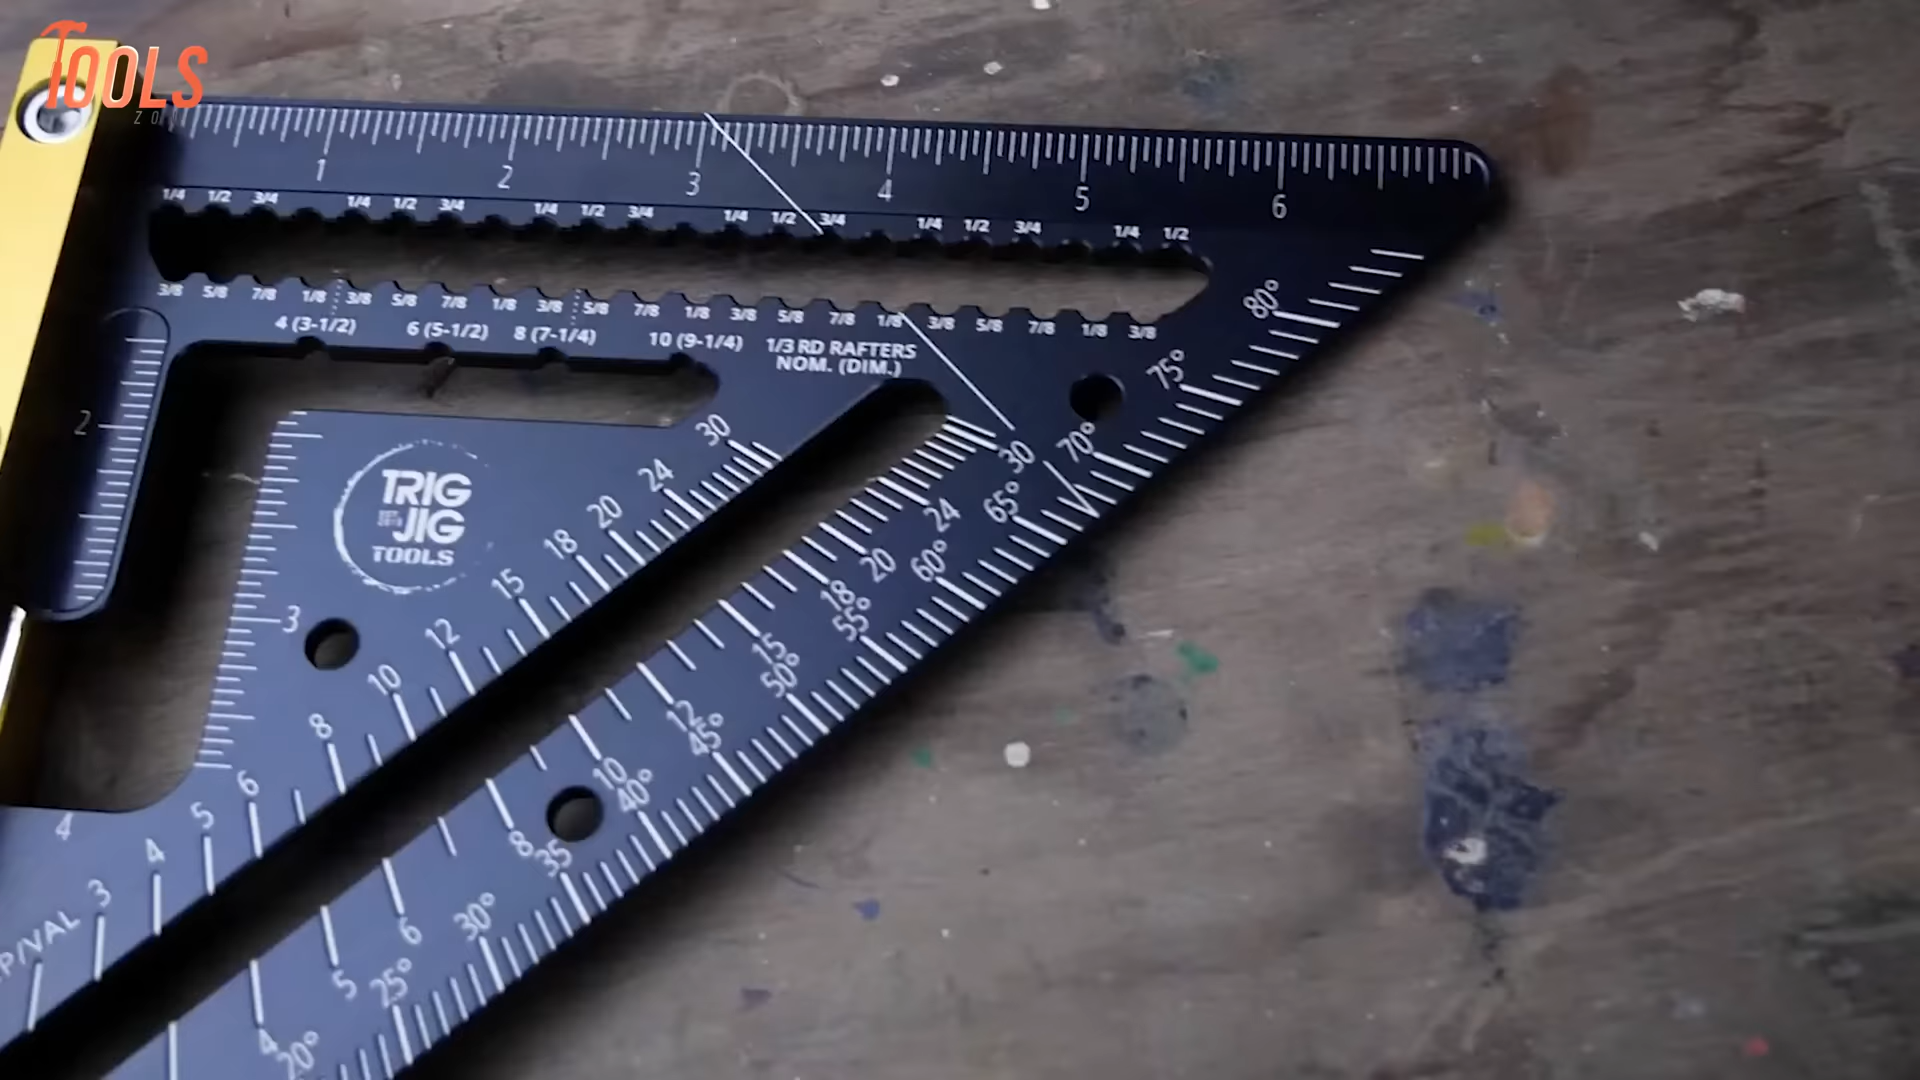 TOOLS
1 2 3 4 5 6
1/4 1/2 3/4 1/4 1/2 3/4 1/4 1/2 3/4 1/4 1/2 3/4 1/4 1/2 3/4 1/4 1/2
3/8 5/8 7/8 1/8 3/8 5/8 7/8 1/8 3/8 5/8 7/8 1/8 3/8 5/8 7/8 1/8 3/8 5/8 7/8 1/8 3/8
4 (3-1/2) 6 (5-1/2) 8 (7-1/4) 10 (9-1/4) 1/3 RD RAFTERS
NOM. (DIM.)
2
3
4
TRIG
JIG
TOOLS
3 4 5 6 8 10 12 15 18 20 24 30
4 5 6 8 10 12 15 18 20 24 30
20° 25° 30° 35 40° 45° 50° 55° 60° 65° 70° 75° 80°
P/VAL